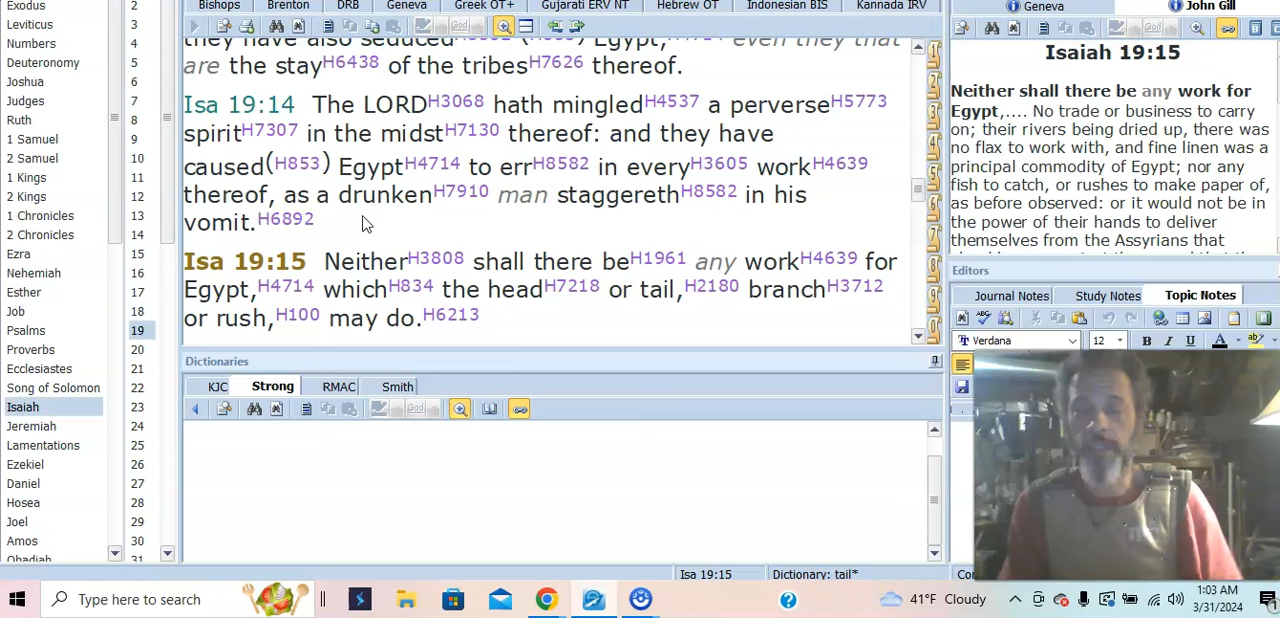 Exodus
Leviticus
Numbers
Deuteronomy
Joshua
Judges
Ruth
1 Samuel
2 Samuel
1 Kings
2 Kings
1 Chronicles
2 Chronicles
Ezra
Nehemiah
Esther
Job
Psalms
Proverbs
Ecclesiastes
Song of Solomon
Isaiah
Jeremiah
Lamentations
Ezekiel
Daniel
Hosea
Joel
Amos
Obadiah
2
3
4
5
6
7
8
9
10
11
12
13
14
15
16
17
18
19
20
21
22
23
24
25
26
27
28
29
30
31
Bishops Brenton DRB Geneva Greek OT+ Gujarati ERV NT Hebrew OT Indonesian BIS Kannada IRV
they have also seduced Egypt, even they that
are the stayH6438 of the tribesH7626 thereof.
Isa 19:14 The LORDH3068 hath mingledH4537 a perverseH5773
spiritH7307 in the midstH7130 thereof: and they have
caused(H853) EgyptH4714 to errH8582 in everyH3605 workH4639
thereof, as a drunkenH7910 man staggerethH8582 in his
vomit.H6892
Isa 19:15 NeitherH3808 shall there beH1961 any workH4639 for
Egypt,H4714 whichH834 the headH7218 or tail,H2180 branchH3712
or rush,H100 may do.H6213
Dictionaries
KJC Strong RMAC Smith
Isa 19:15 Dictionary: tail* Com
Geneva John Gill
Isaiah 19:15
Neither shall there be any work for
Egypt,.... No trade or business to carry
on; their rivers being dried up, there was
no flax to work with, and fine linen was a
principal commodity of Egypt; nor any
fish to catch, or rushes to make paper of,
as before observed: or it would not be in
the power of their hands to deliver
themselves from the Assyrians that
Editors
Journal Notes Study Notes Topic Notes
Verdana 12 B I U A
Type here to search
41°F Cloudy
1:03 AM
3/31/2024